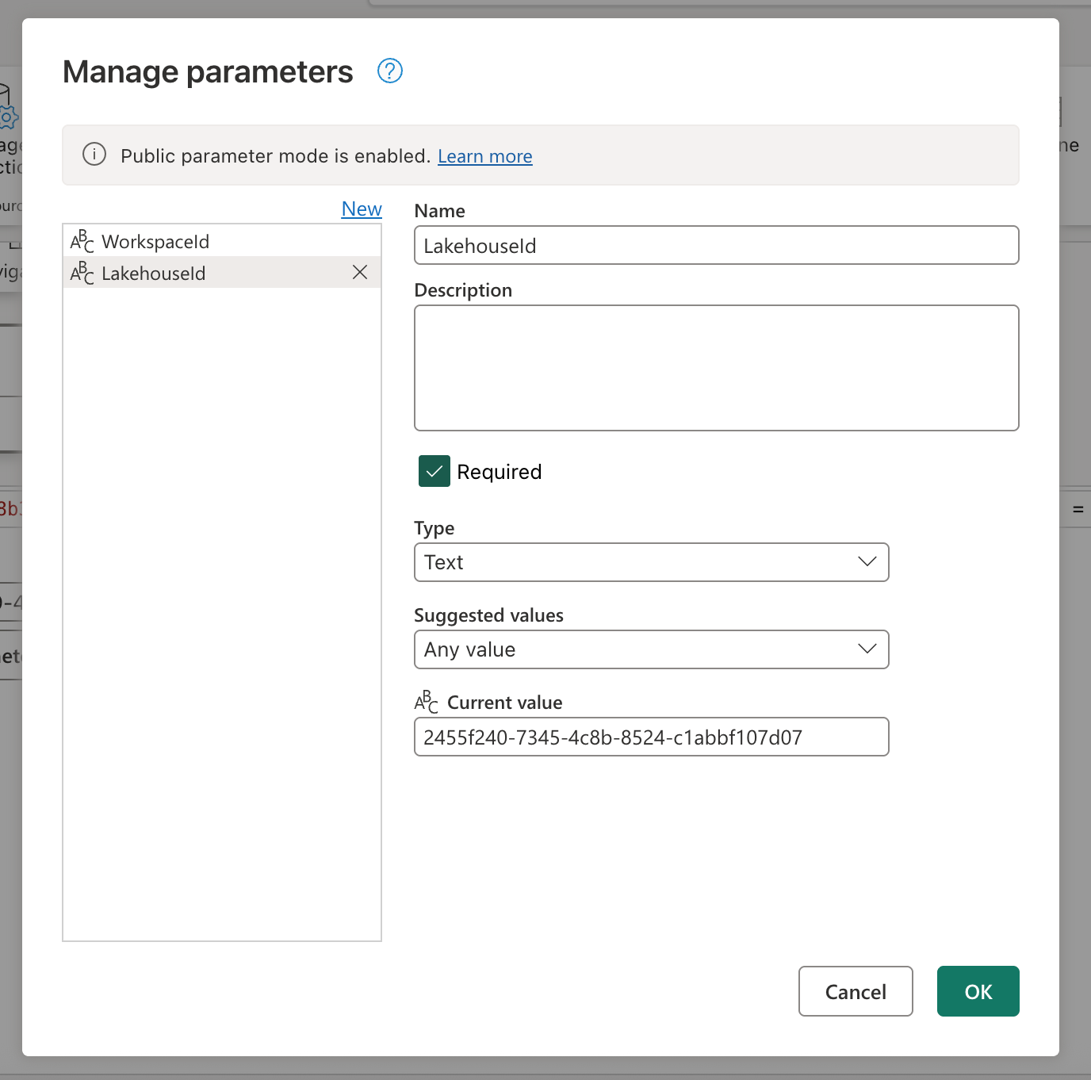 Manage parameters
Public parameter mode is enabled. Learn more
New
WorkspaceId
LakehouseId
Name
LakehouseId
Description
Required
Type
Text
Suggested values
Any value
Current value
2455f240-7345-4c8b-8524-c1abbf107d07
Cancel
OK